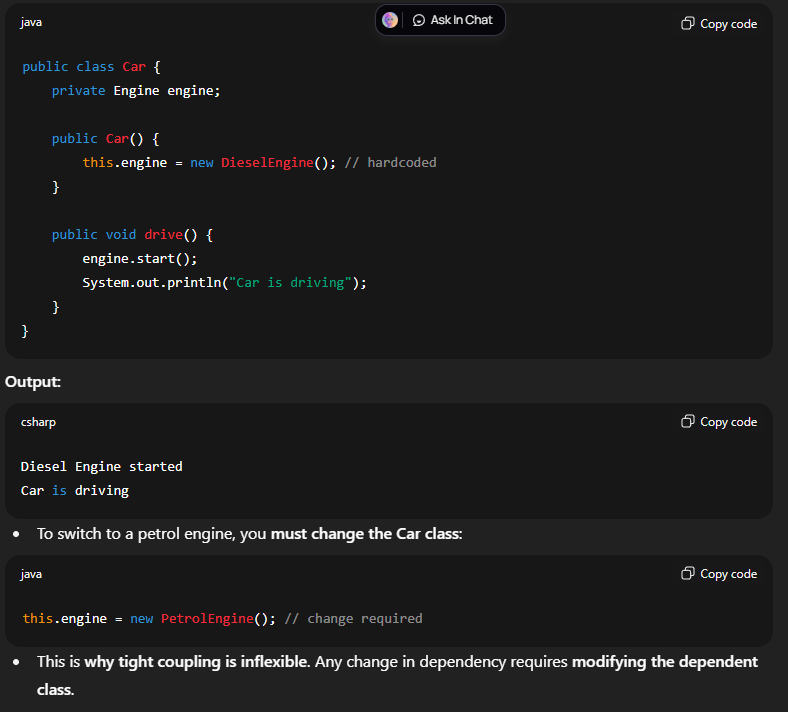 java
Ask In Chat
Copy code
public class Car {
    private Engine engine;

    public Car() {
        this.engine = new DieselEngine(); // hardcoded
    }

    public void drive() {
        engine.start();
        System.out.println("Car is driving");
    }
}
Output:
csharp
Copy code
Diesel Engine started
Car is driving
• To switch to a petrol engine, you must change the Car class:
java
Copy code
this.engine = new PetrolEngine(); // change required
• This is why tight coupling is inflexible. Any change in dependency requires modifying the dependent
class.